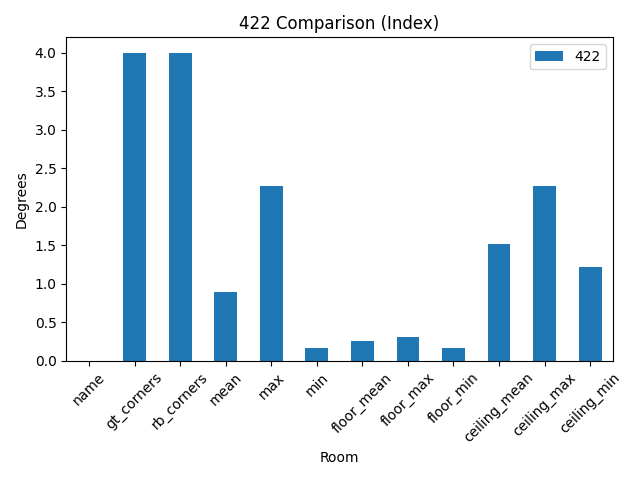 422 Comparison (Index)
422
Degrees
4.0
3.5
3.0
2.5
2.0
1.5
1.0
0.5
0.0
name
gt_corners
rb_corners
mean
max
min
floor_mean
floor_max
floor_min
ceiling_mean
ceiling_max
ceiling_min
Room